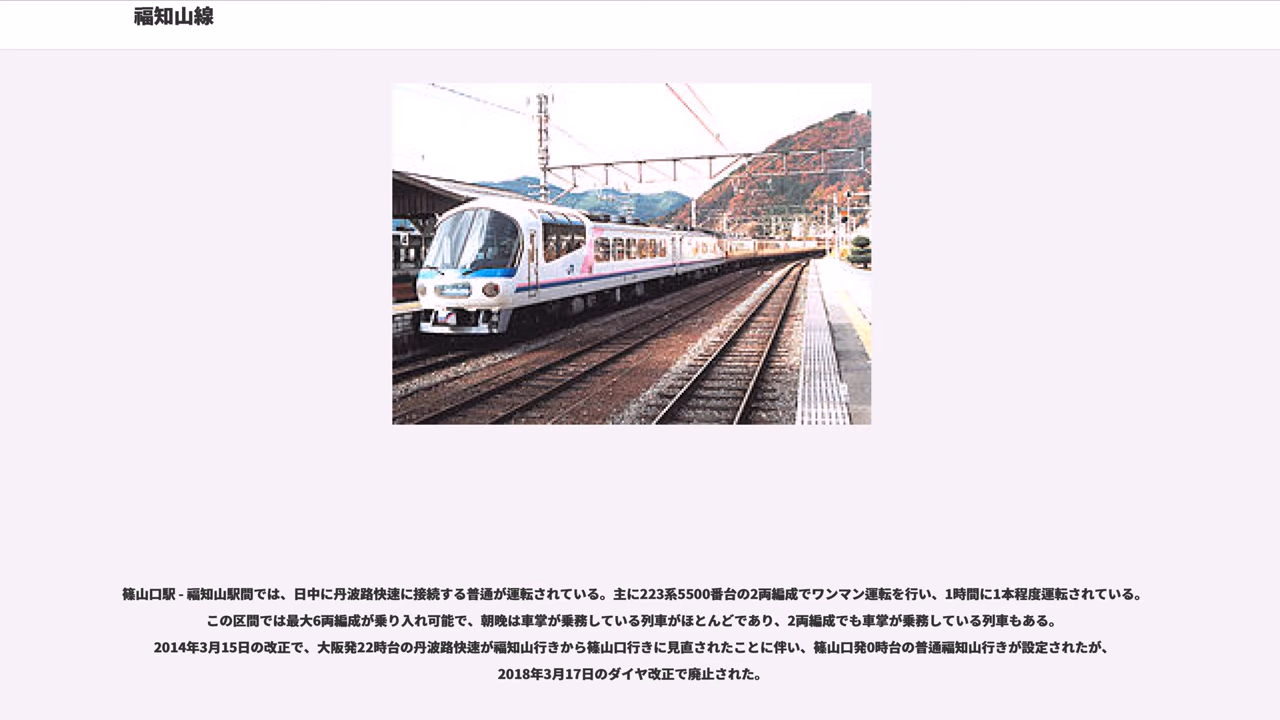 福知山線
JR
篠山口駅 - 福知山駅間では、日中に丹波路快速に接続する普通が運転されている。主に223系5500番台の2両編成でワンマン運転を行い、1時間に1本程度運転されている。
この区間では最大6両編成が乗り入れ可能で、朝晩は車掌が乗務している列車がほとんどであり、2両編成でも車掌が乗務している列車もある。
2014年3月15日の改正で、大阪発22時台の丹波路快速が福知山行きから篠山口行きに見直されたことに伴い、篠山口発0時台の普通福知山行きが設定されたが、
2018年3月17日のダイヤ改正で廃止された。